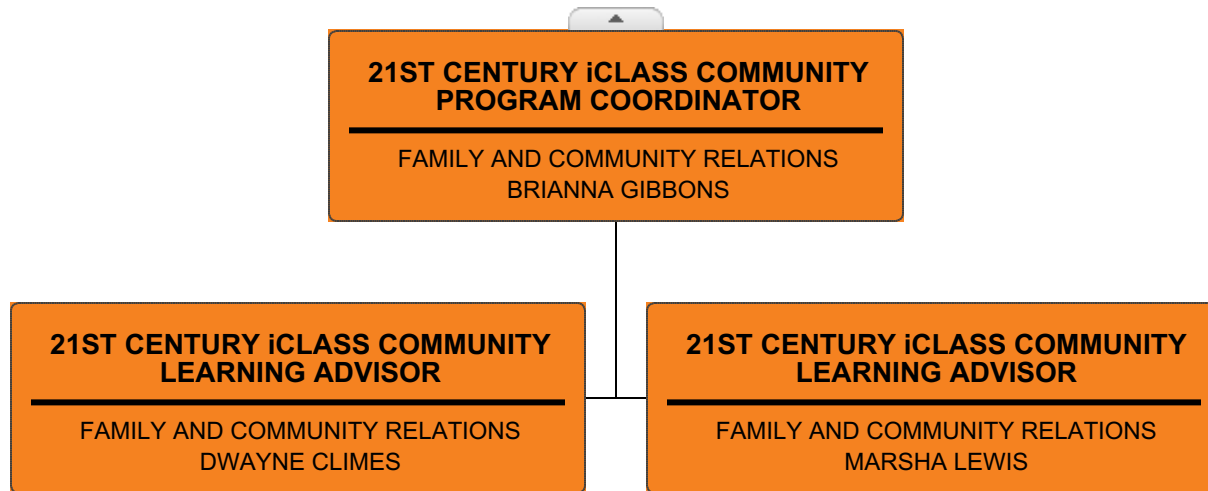 21ST CENTURY iCLASS COMMUNITY
PROGRAM COORDINATOR
FAMILY AND COMMUNITY RELATIONS
BRIANNA GIBBONS
21ST CENTURY iCLASS COMMUNITY
LEARNING ADVISOR
FAMILY AND COMMUNITY RELATIONS
DWAYNE CLIMES
21ST CENTURY iCLASS COMMUNITY
LEARNING ADVISOR
FAMILY AND COMMUNITY RELATIONS
MARSHA LEWIS